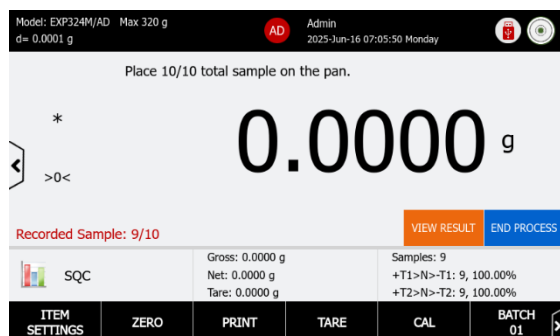 Model: EXP324M/AD Max 320 g
d= 0.0001 g
AD
Admin
2025-Jun-16 07:05:50 Monday
Place 10/10 total sample on the pan.
*
0.0000 g
>0<
Recorded Sample: 9/10
VIEW RESULT
END PROCESS
SQC
Gross: 0.0000 g
Net: 0.0000 g
Tare: 0.0000 g
Samples: 9
+T1>N>-T1: 9, 100.00%
+T2>N>-T2: 9, 100.00%
ITEM
SETTINGS
ZERO
PRINT
TARE
CAL
BATCH
01